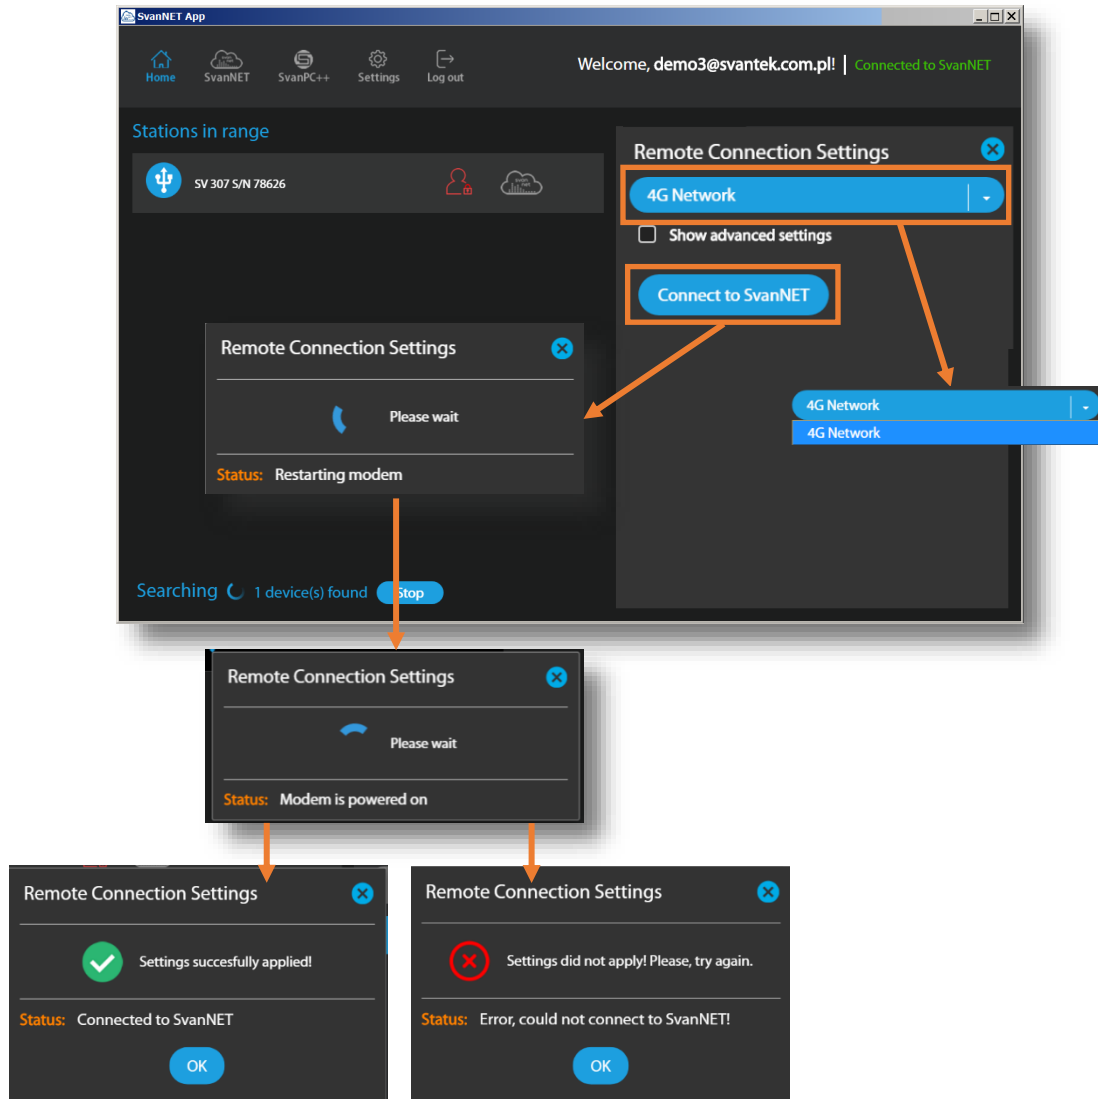 SvanNET App
Home
SvanNET
SvanPC++
Settings
Log out
Welcome, demo3@svantek.com.pl!
Connected to SvanNET
Stations in range
SV 307 S/N 78626
Remote Connection Settings
4G Network
Show advanced settings
Connect to SvanNET
4G Network
4G Network
Remote Connection Settings
Please wait
Status: Restarting modem
Searching
1 device(s) found
Stop
Remote Connection Settings
Please wait
Status: Modem is powered on
Remote Connection Settings
Settings succesfully applied!
Status: Connected to SvanNET
OK
Remote Connection Settings
Settings did not apply! Please, try again.
Status: Error, could not connect to SvanNET!
OK